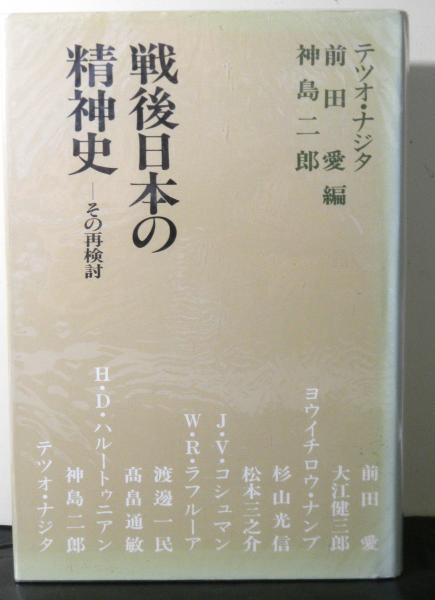 テツオ・ナジタ
前田愛編
神島二郎
戦後日本の
精神史
―その再検討
前田愛
大江健三郎
ヨウイチロウ・ナンブ
杉山光信
松本三之介
J・V・コシュマン
W・R・ラフルーア
渡邊一民
髙畠通敏
H・D・ハルートゥニアン
神島二郎
テツオ・ナジタ